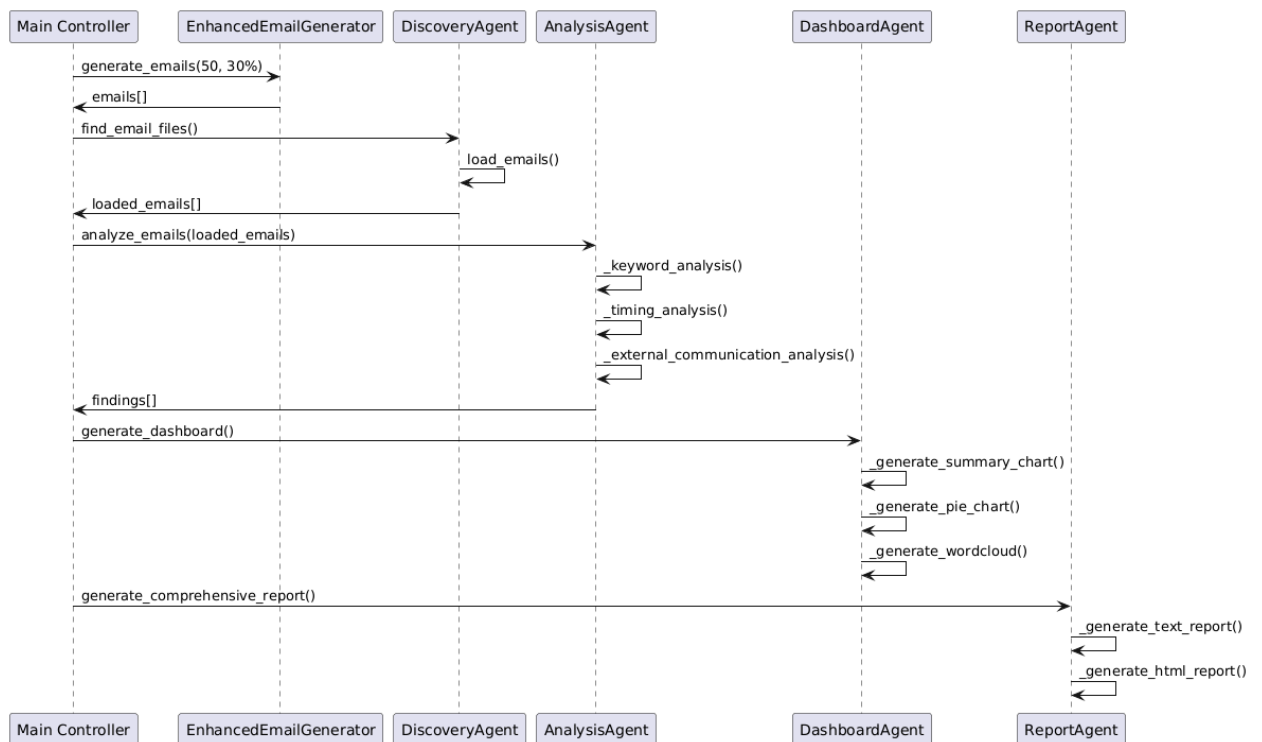 Main Controller EnhancedEmailGenerator DiscoveryAgent AnalysisAgent DashboardAgent ReportAgent
generate_emails(50, 30%)
emails[]
find_email_files()
load_emails()
loaded_emails[]
analyze_emails(loaded_emails)
_keyword_analysis()
_timing_analysis()
_external_communication_analysis()
findings[]
generate_dashboard()
_generate_summary_chart()
_generate_pie_chart()
_generate_wordcloud()
generate_comprehensive_report()
_generate_text_report()
_generate_html_report()
Main Controller EnhancedEmailGenerator DiscoveryAgent AnalysisAgent DashboardAgent ReportAgent